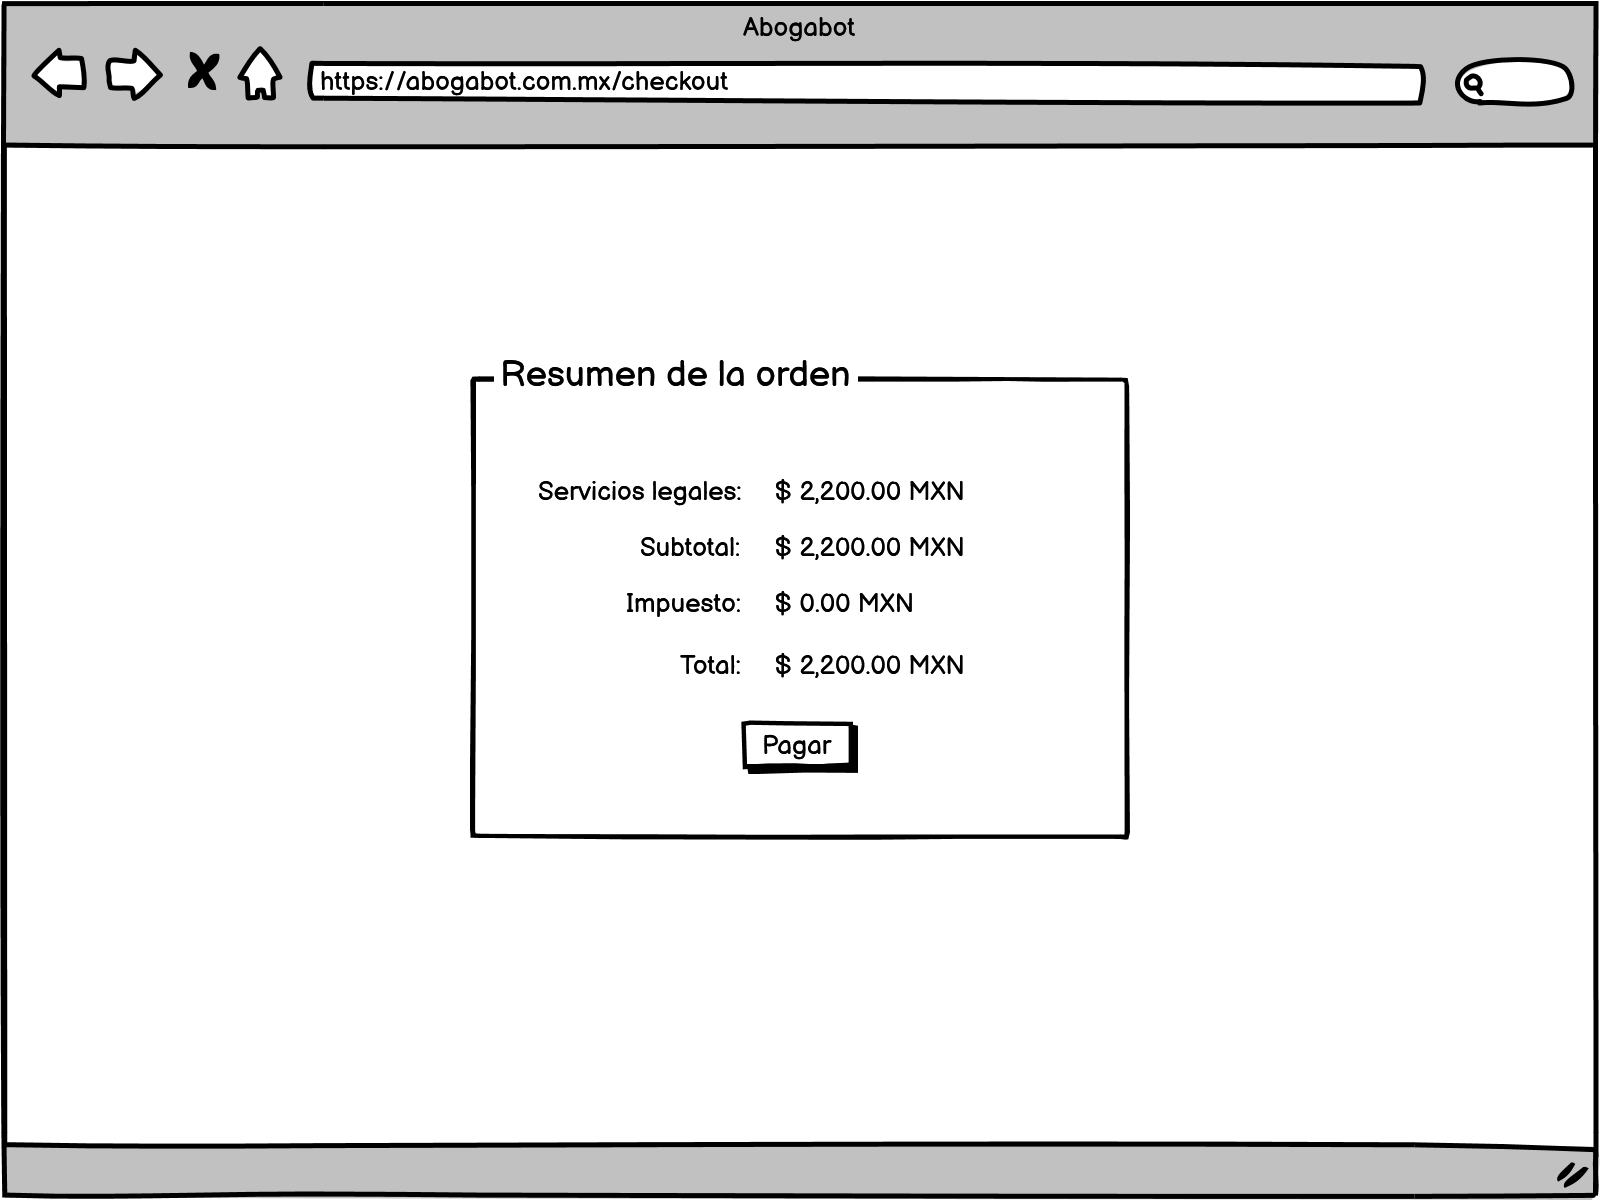 Abogabot
https://abogabot.com.mx/checkout
Resumen de la orden
Servicios legales: $ 2,200.00 MXN
Subtotal: $ 2,200.00 MXN
Impuesto: $ 0.00 MXN
Total: $ 2,200.00 MXN
Pagar